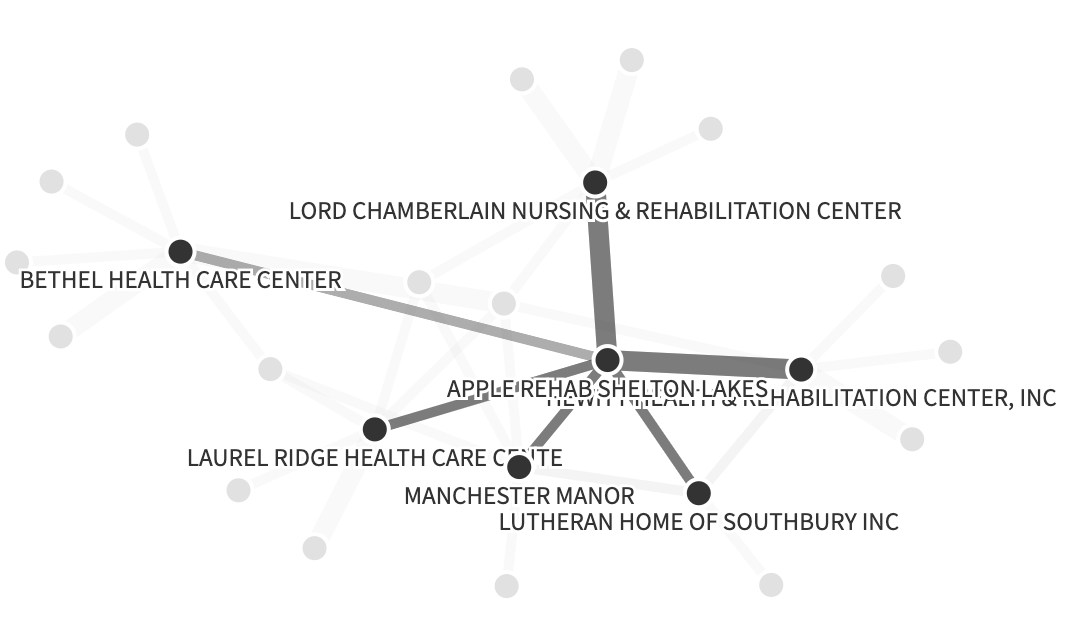 LORD CHAMBERLAIN NURSING & REHABILITATION CENTER
BETHEL HEALTH CARE CENTER
APPLE REHAB SHELTON LAKES
HEALTH & REHABILITATION CENTER, INC
LAUREL RIDGE HEALTH CARE CENTE
MANCHESTER MANOR
LUTHERAN HOME OF SOUTHBURY INC